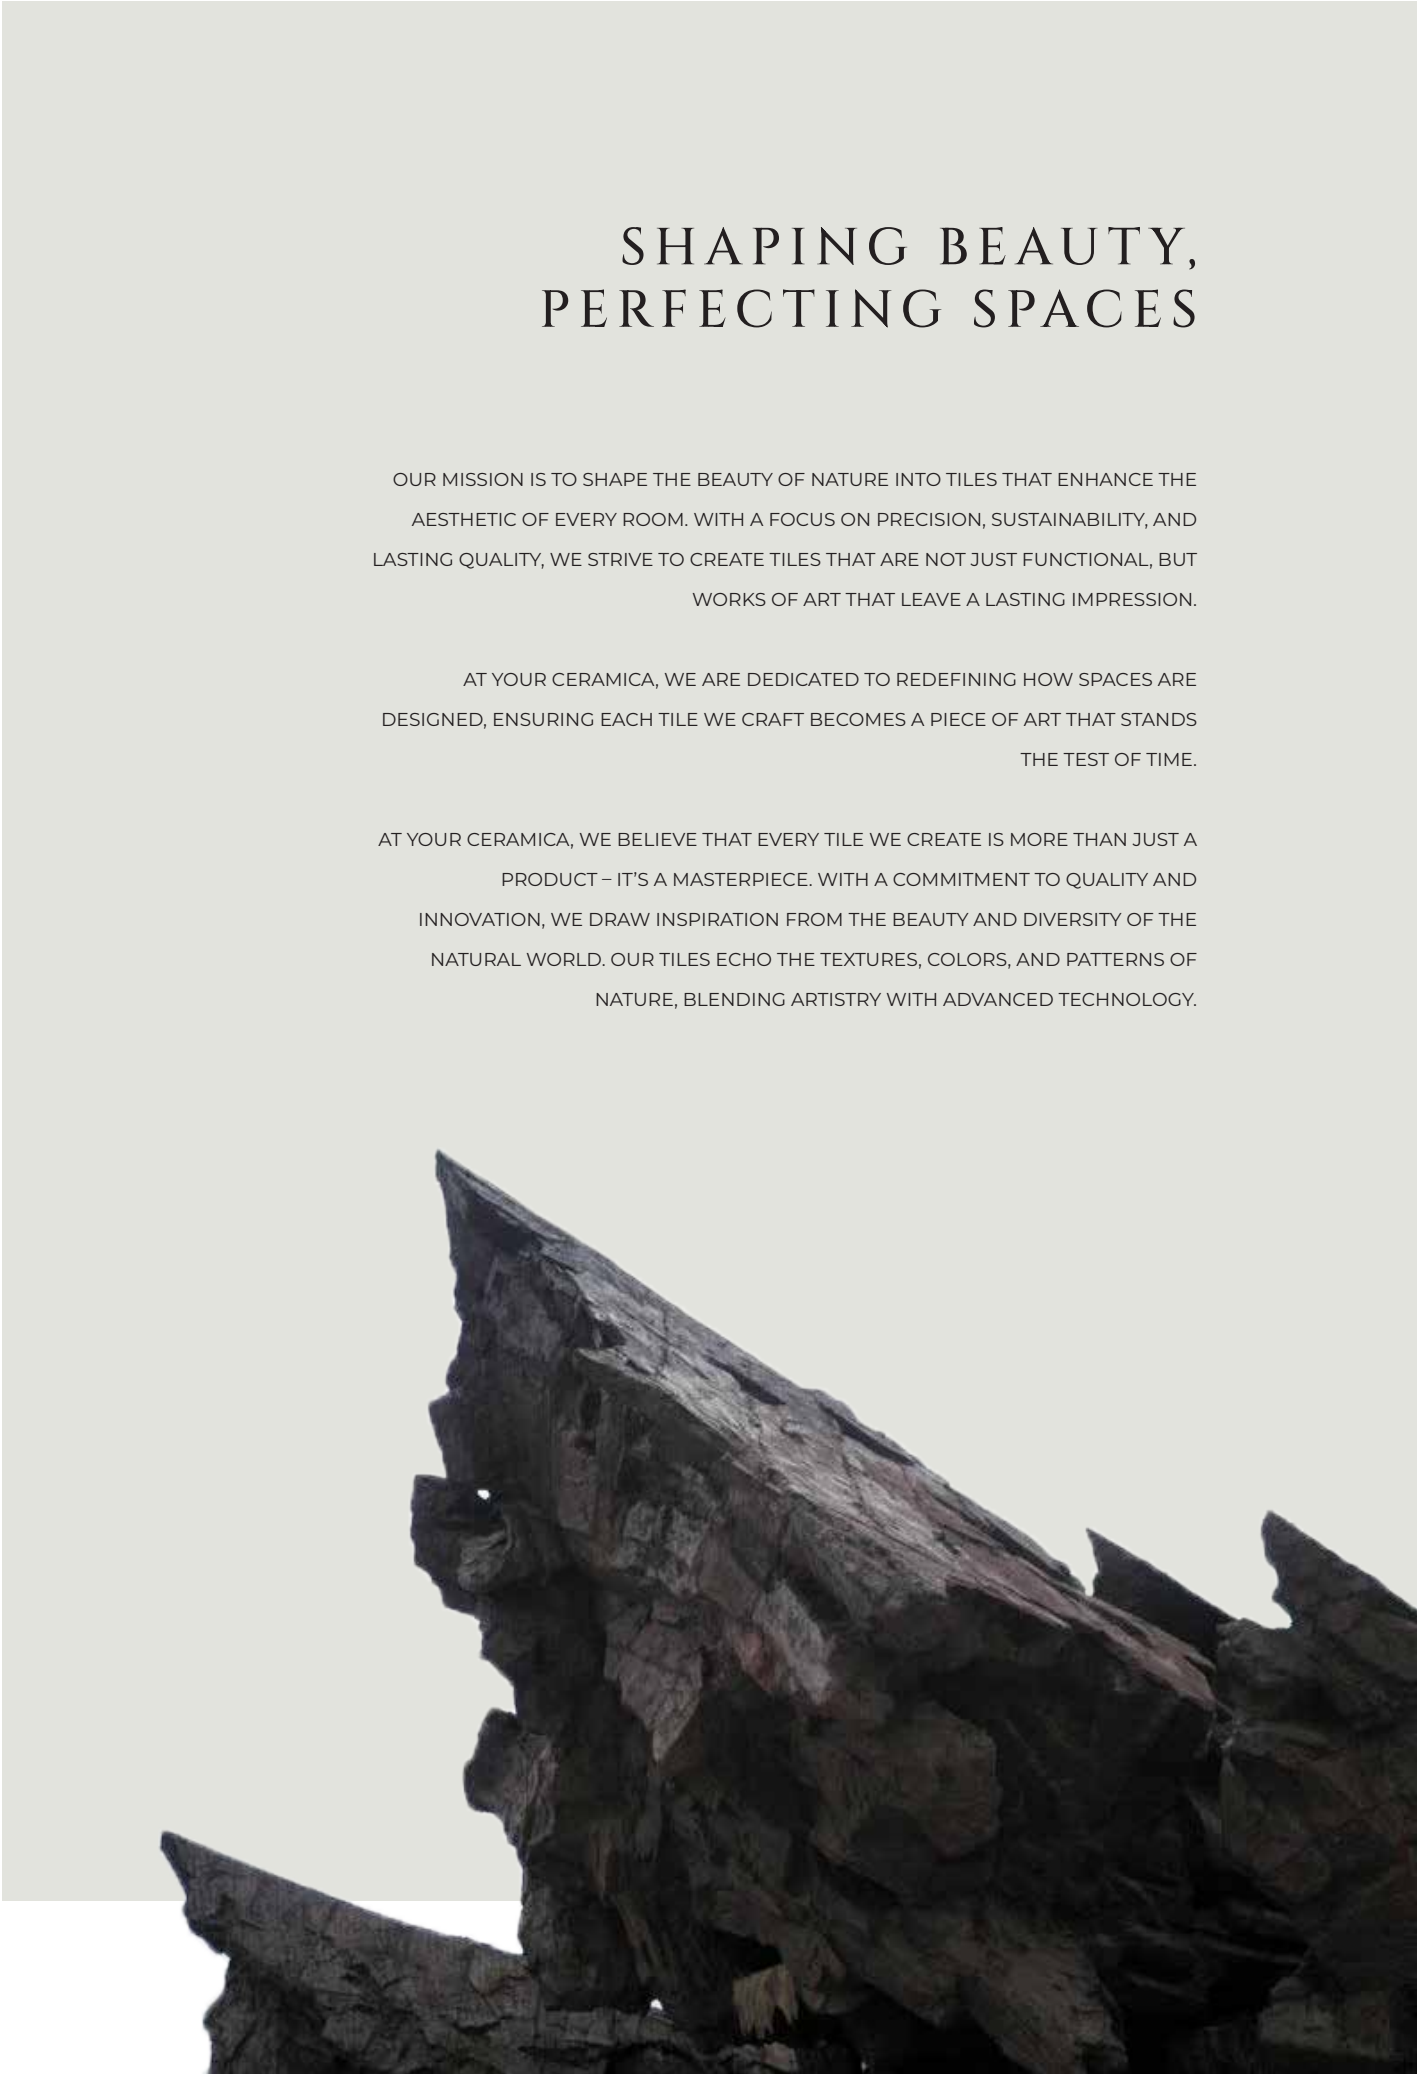 SHAPING BEAUTY,
PERFECTING SPACES
OUR MISSION IS TO SHAPE THE BEAUTY OF NATURE INTO TILES THAT ENHANCE THE
AESTHETIC OF EVERY ROOM. WITH A FOCUS ON PRECISION, SUSTAINABILITY, AND
LASTING QUALITY, WE STRIVE TO CREATE TILES THAT ARE NOT JUST FUNCTIONAL, BUT
WORKS OF ART THAT LEAVE A LASTING IMPRESSION.
AT YOUR CERAMICA, WE ARE DEDICATED TO REDEFINING HOW SPACES ARE
DESIGNED, ENSURING EACH TILE WE CRAFT BECOMES A PIECE OF ART THAT STANDS
THE TEST OF TIME.
AT YOUR CERAMICA, WE BELIEVE THAT EVERY TILE WE CREATE IS MORE THAN JUST A
PRODUCT – IT’S A MASTERPIECE. WITH A COMMITMENT TO QUALITY AND
INNOVATION, WE DRAW INSPIRATION FROM THE BEAUTY AND DIVERSITY OF THE
NATURAL WORLD. OUR TILES ECHO THE TEXTURES, COLORS, AND PATTERNS OF
NATURE, BLENDING ARTISTRY WITH ADVANCED TECHNOLOGY.